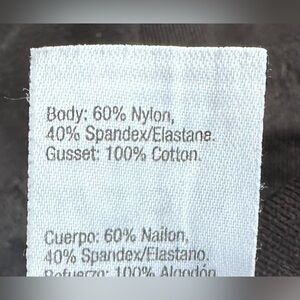 Body: 60% Nylon,
40% Spandex/Elastane.
Gusset: 100% Cotton.
Cuerpo: 60% Nailon,
40% Spandex/Elastano.
Refuerzo: 100% Algodón